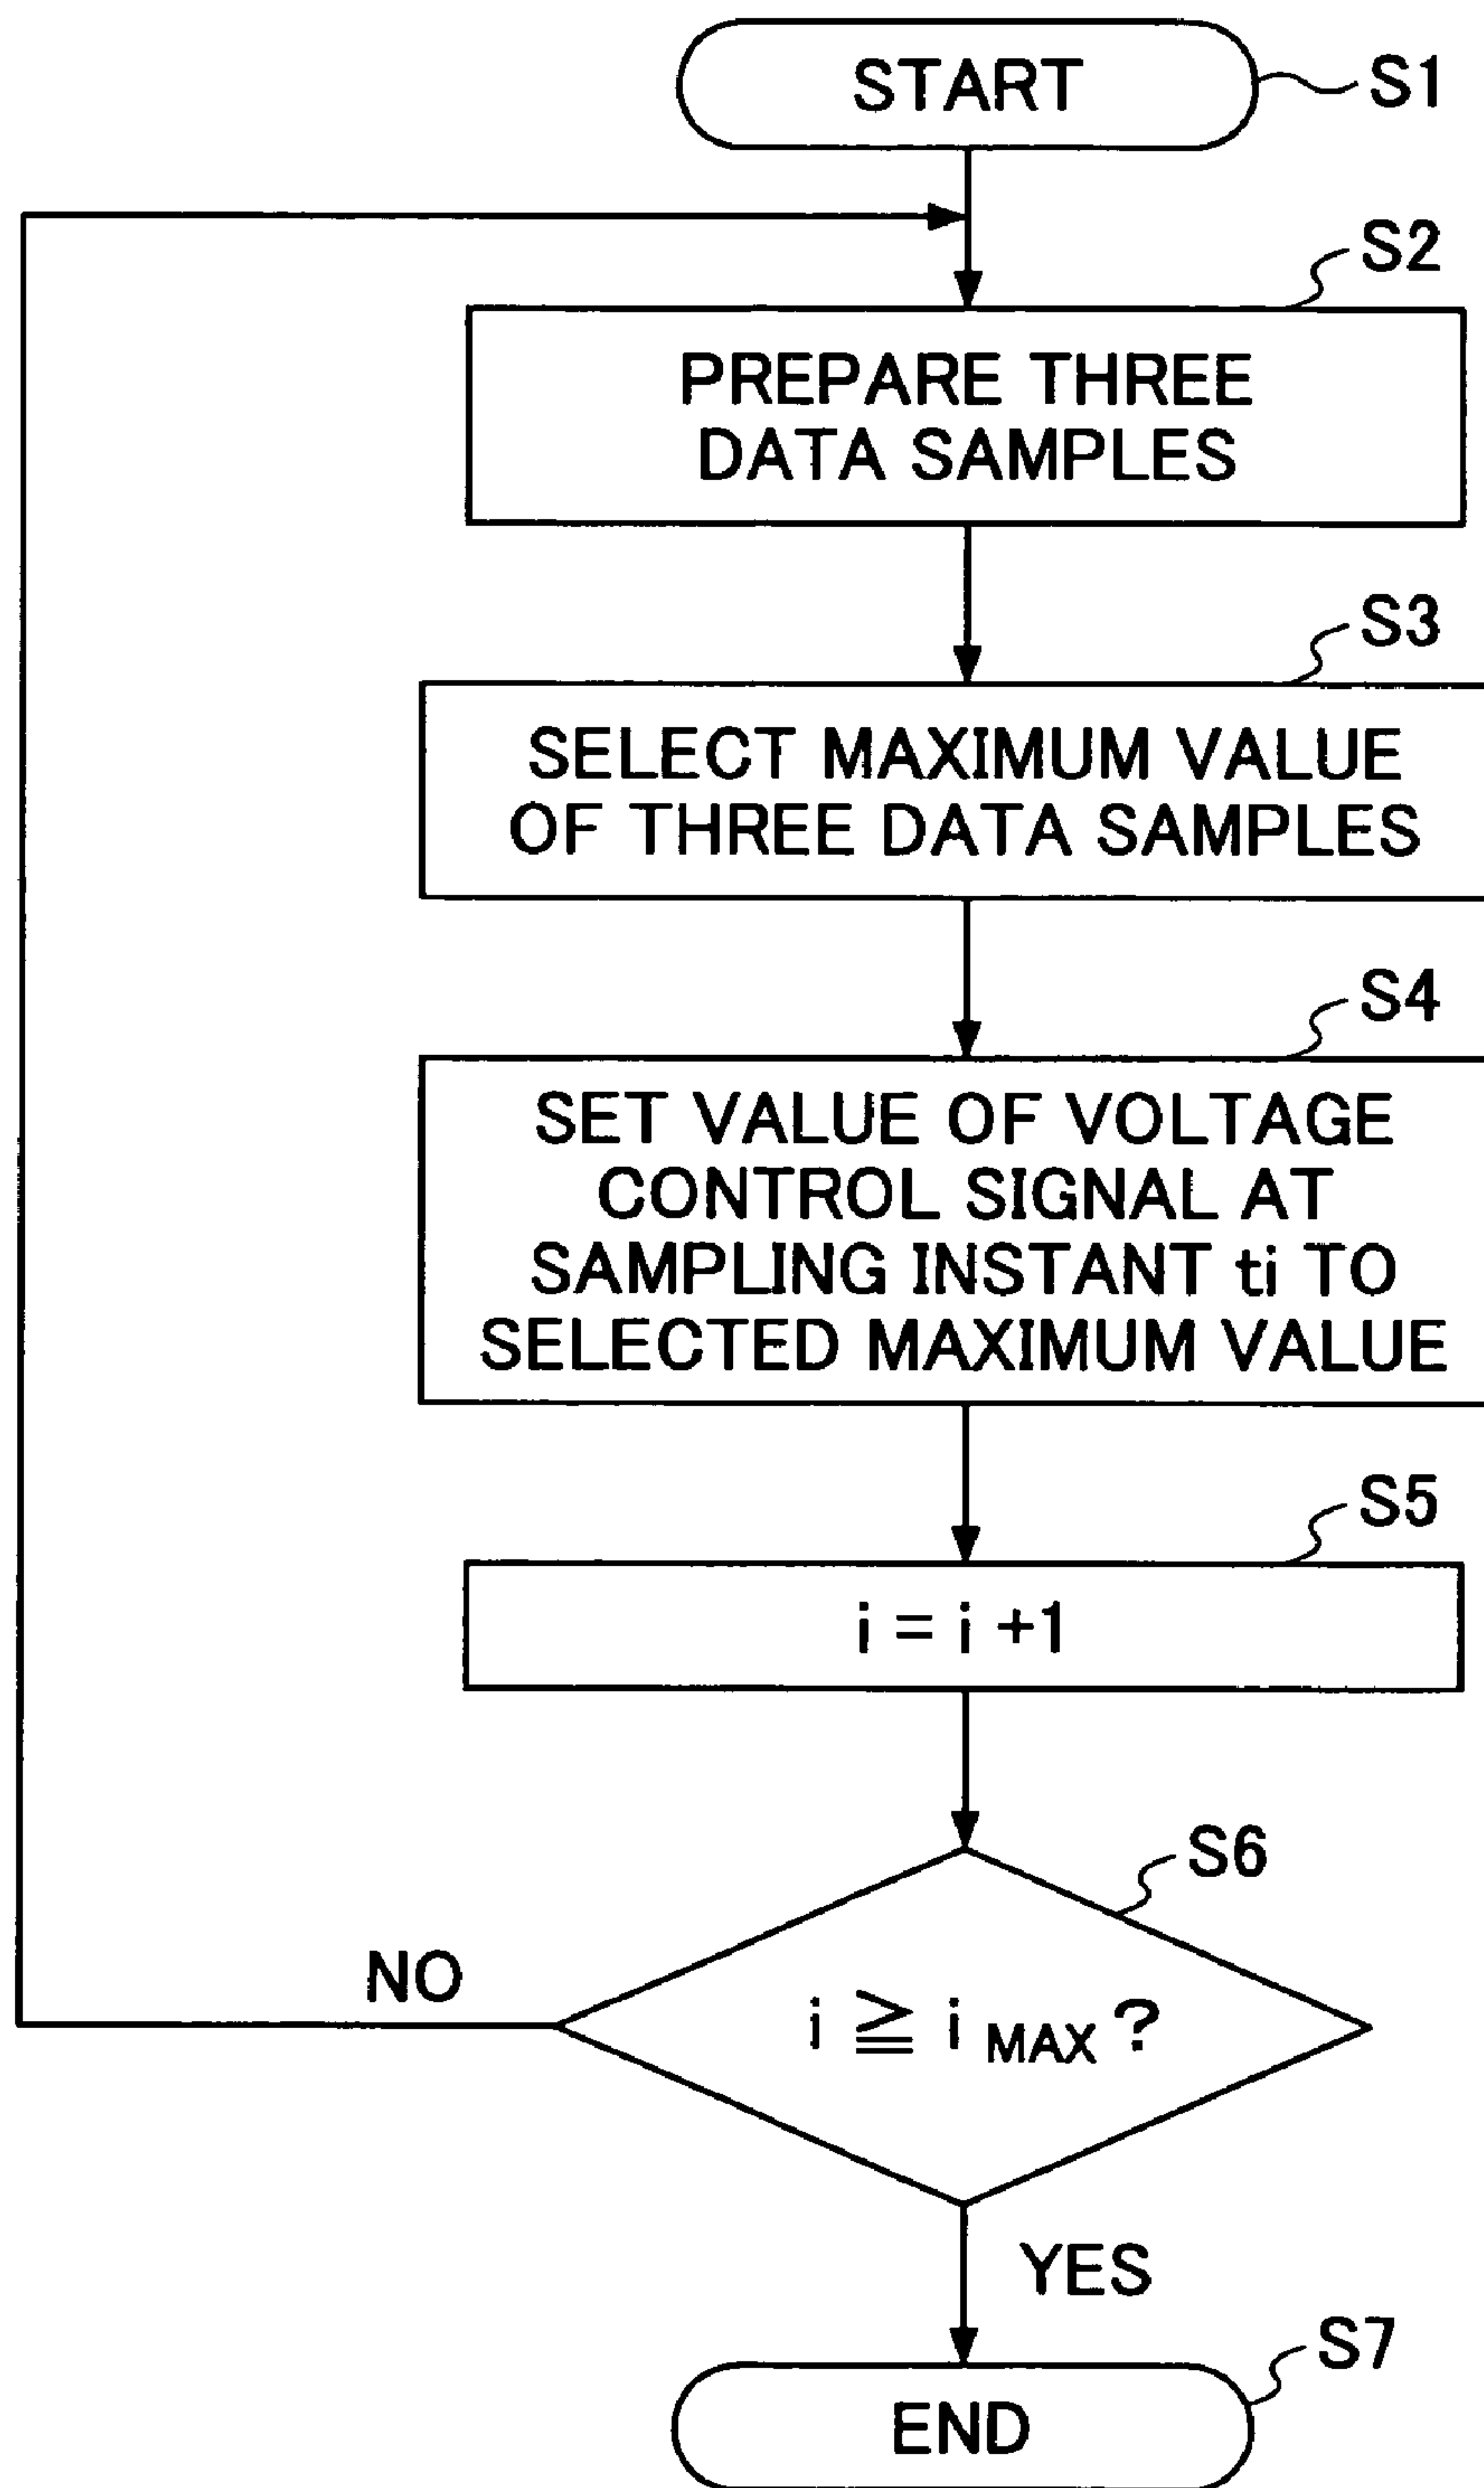 START
S1
S2
PREPARE THREE
DATA SAMPLES
S3
SELECT MAXIMUM VALUE
OF THREE DATA SAMPLES
S4
SET VALUE OF VOLTAGE
CONTROL SIGNAL AT
SAMPLING INSTANT ti TO
SELECTED MAXIMUM VALUE
S5
i = i +1
S6
NO
i ≧ i MAX ?
YES
S7
END